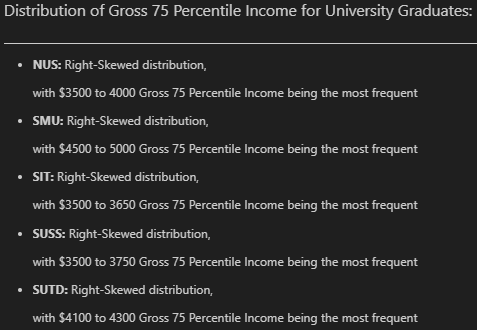 Distribution of Gross 75 Percentile Income for University Graduates:
• NUS: Right-Skewed distribution,
with $3500 to 4000 Gross 75 Percentile Income being the most frequent
• SMU: Right-Skewed distribution,
with $4500 to 5000 Gross 75 Percentile Income being the most frequent
• SIT: Right-Skewed distribution,
with $3500 to 3650 Gross 75 Percentile Income being the most frequent
• SUSS: Right-Skewed distribution,
with $3500 to 3750 Gross 75 Percentile Income being the most frequent
• SUTD: Right-Skewed distribution,
with $4100 to 4300 Gross 75 Percentile Income being the most frequent